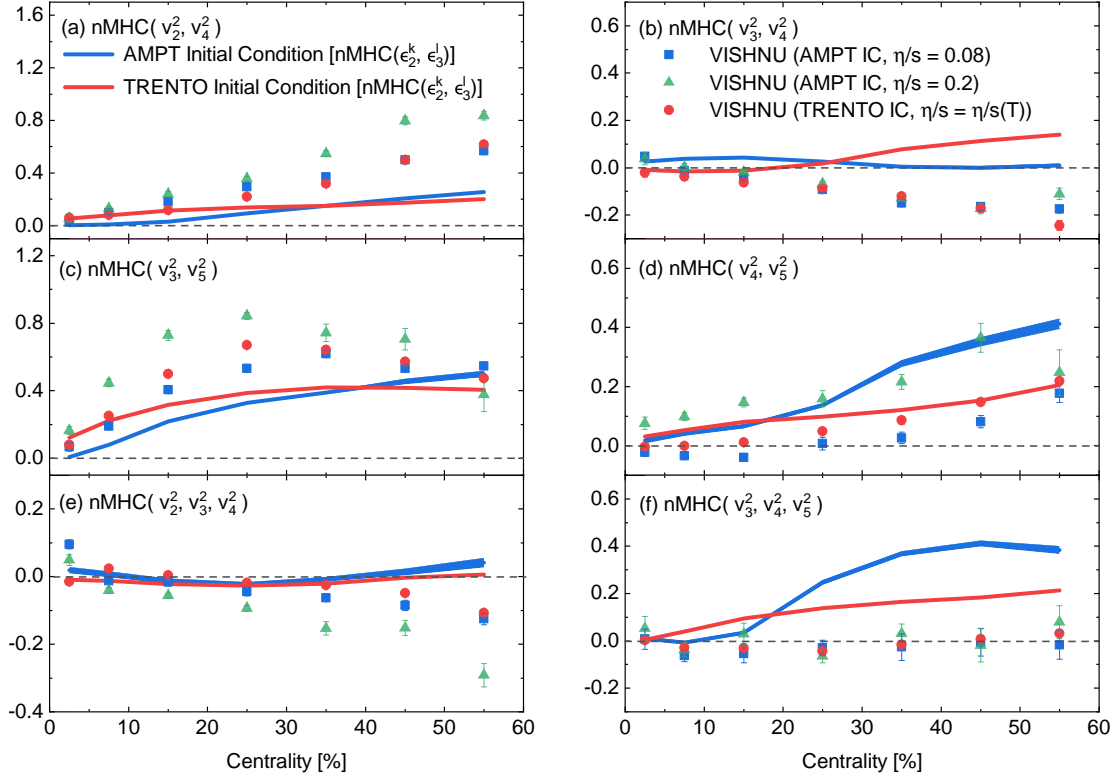 (a) nMHC( v₂², v₄² )
AMPT Initial Condition [nMHC(ϵ₂ᵏ, ϵ₃ˡ)]
TRENTO Initial Condition [nMHC(ϵ₂ᵏ, ϵ₃ˡ)]
1.6
1.2
0.8
0.4
0.0
(b) nMHC( v₃², v₄² )
VISHNU (AMPT IC, η/s = 0.08)
VISHNU (AMPT IC, η/s = 0.2)
VISHNU (TRENTO IC, η/s = η/s(T))
0.6
0.4
0.2
0.0
-0.2
(c) nMHC( v₃², v₅² )
1.2
0.8
0.4
0.0
(d) nMHC( v₄², v₅² )
0.6
0.4
0.2
0.0
(e) nMHC( v₂², v₃², v₄² )
0.2
0.0
-0.2
-0.4
0 10 20 30 40 50 60
Centrality [%]
(f) nMHC( v₃², v₄², v₅² )
0.6
0.4
0.2
0.0
-0.2
0 10 20 30 40 50 60
Centrality [%]